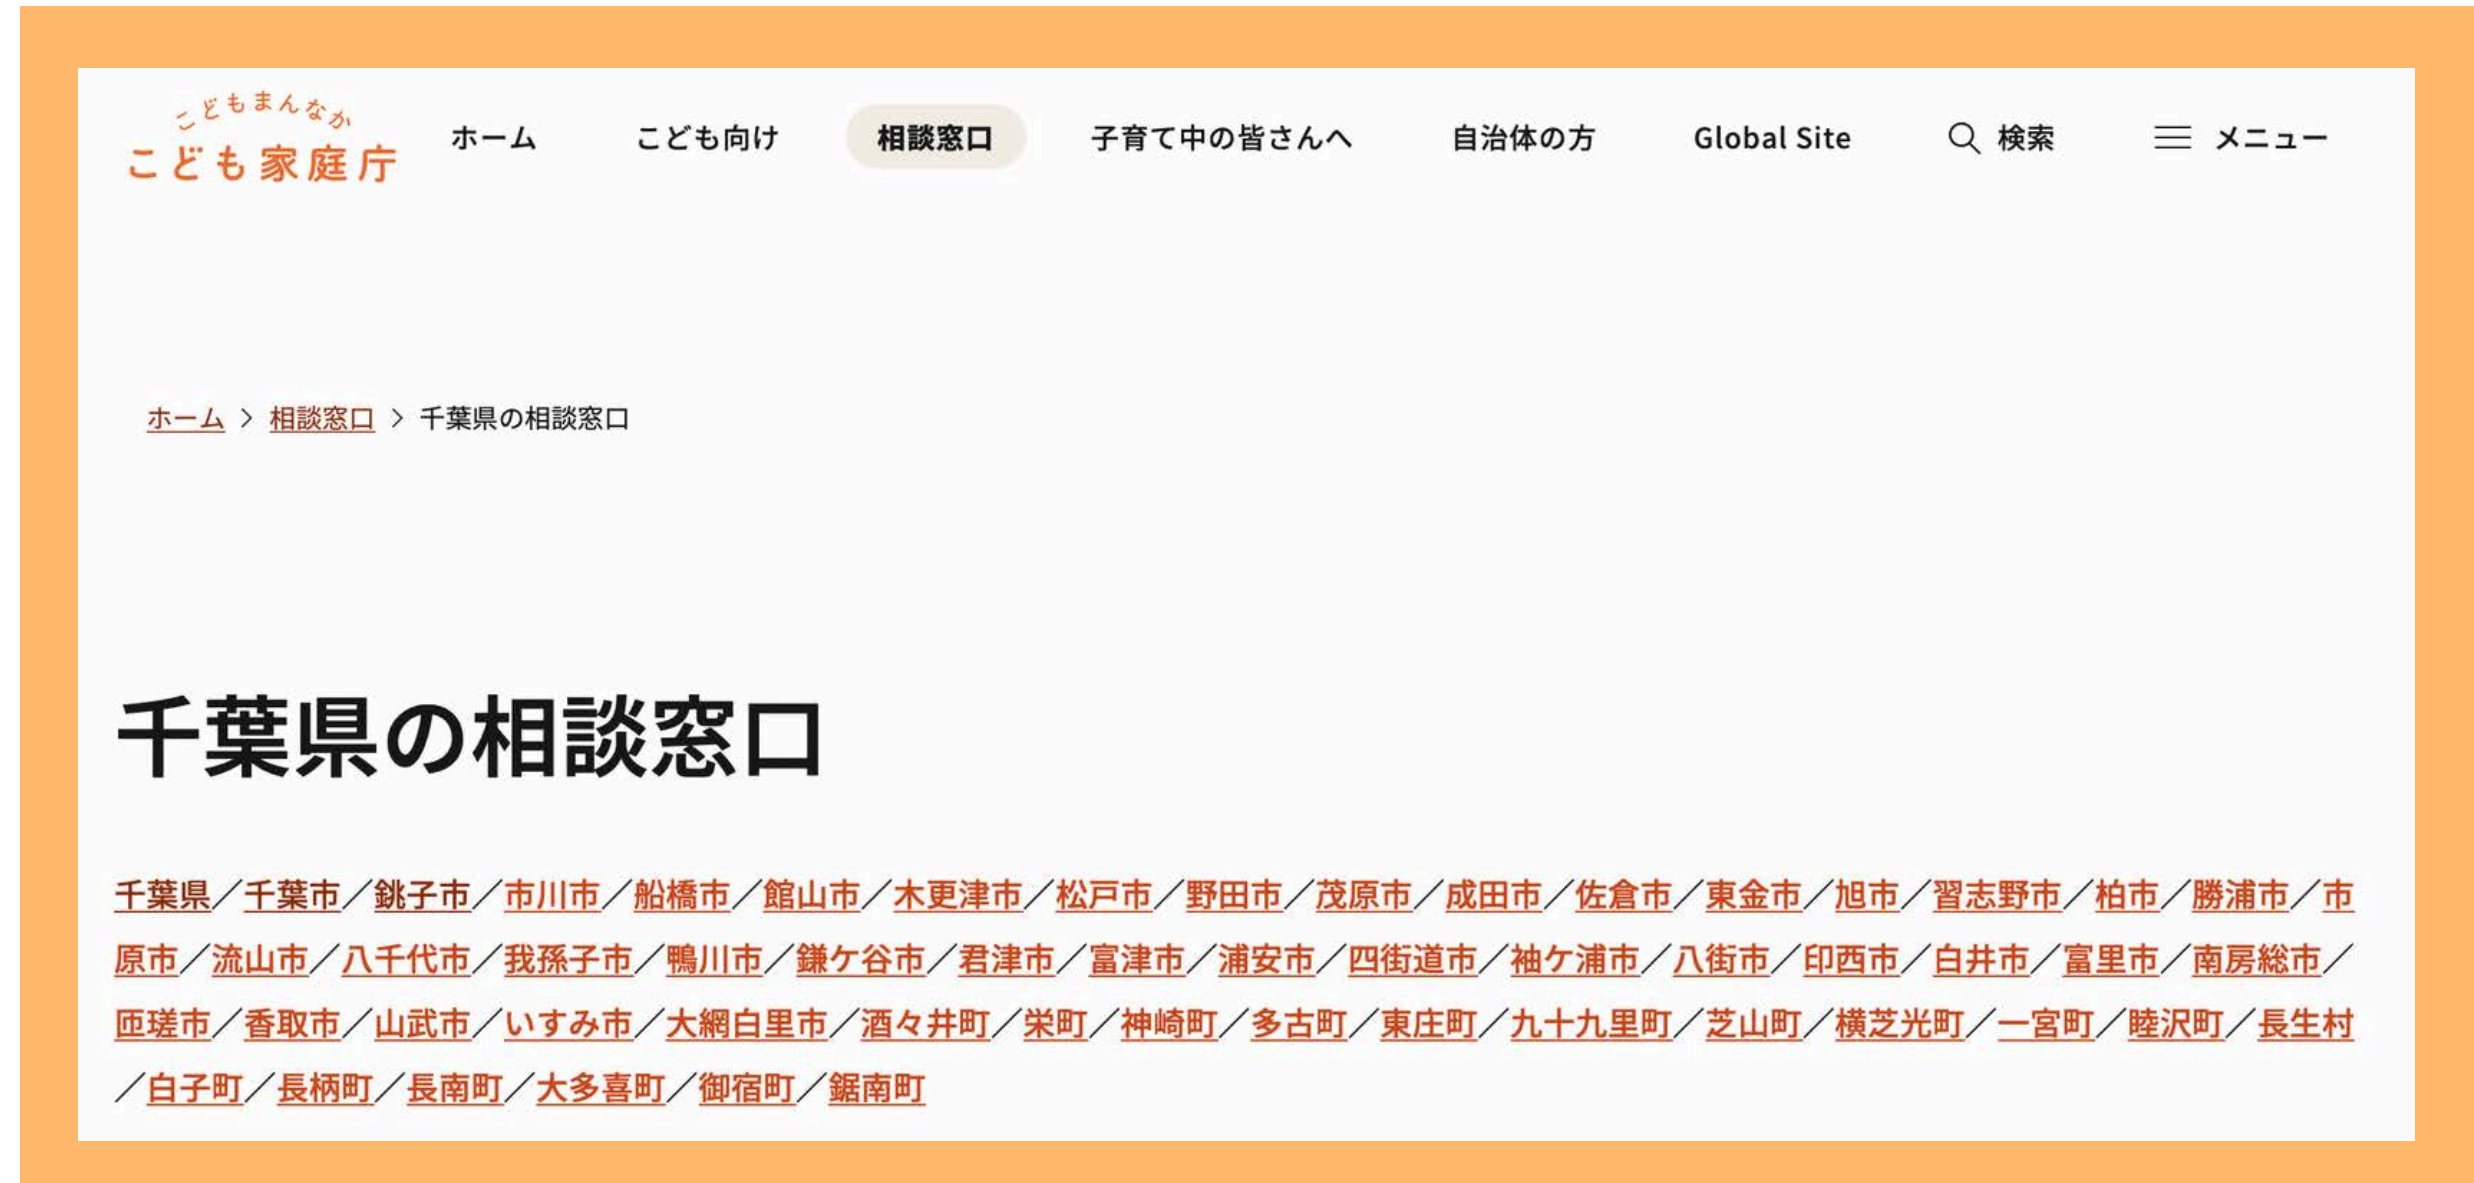 こどもまんなか
こども家庭庁
ホーム こども向け 相談窓口 子育て中の皆さんへ 自治体の方 Global Site 検索 メニュー
ホーム > 相談窓口 > 千葉県の相談窓口
千葉県の相談窓口
千葉県／千葉市／銚子市／市川市／船橋市／館山市／木更津市／松戸市／野田市／茂原市／成田市／佐倉市／東金市／旭市／習志野市／柏市／勝浦市／市
原市／流山市／八千代市／我孫子市／鴨川市／鎌ケ谷市／君津市／富津市／浦安市／四街道市／袖ケ浦市／八街市／印西市／白井市／富里市／南房総市／
匝瑳市／香取市／山武市／いすみ市／大網白里市／酒々井町／栄町／神崎町／多古町／東庄町／九十九里町／芝山町／横芝光町／一宮町／睦沢町／長生村
／白子町／長柄町／長南町／大多喜町／御宿町／鋸南町